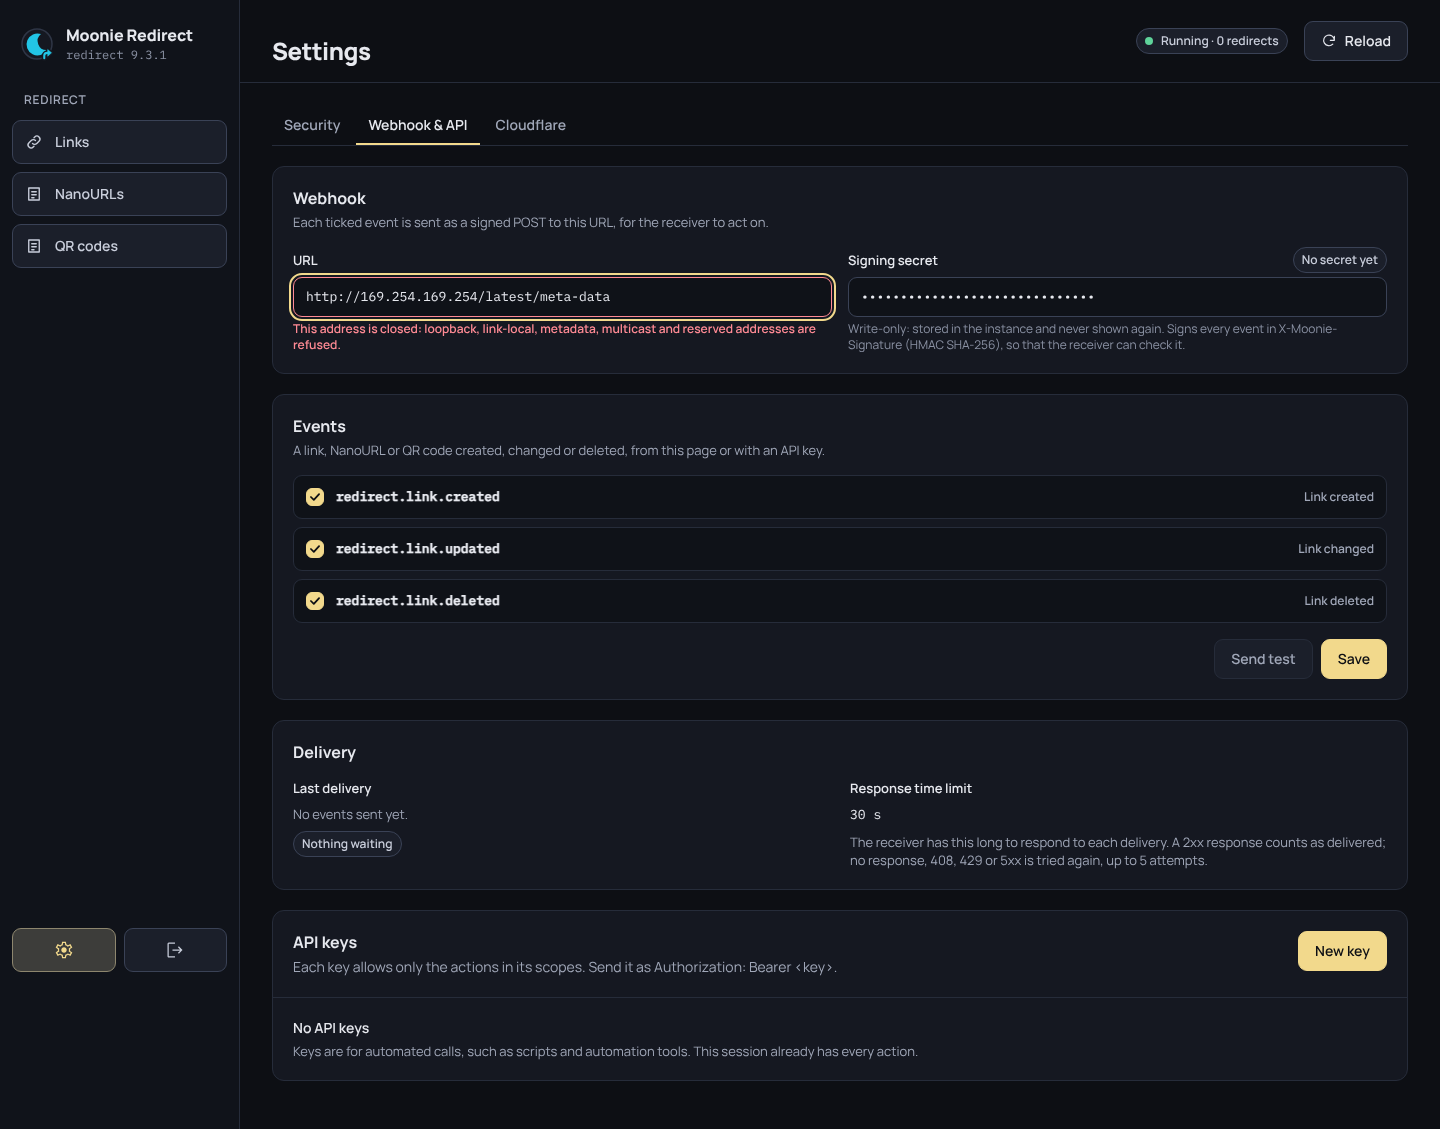 Moonie Redirect
redirect 9.3.1
REDIRECT
Links
NanoURLs
QR codes
Settings
Running · 0 redirects
Reload
Security
Webhook & API
Cloudflare
Webhook
Each ticked event is sent as a signed POST to this URL, for the receiver to act on.
URL
http://169.254.169.254/latest/meta-data
This address is closed: loopback, link-local, metadata, multicast and reserved addresses are
refused.
Signing secret
No secret yet
••••••••••••••••••••••••••••••
Write-only: stored in the instance and never shown again. Signs every event in X-Moonie-
Signature (HMAC SHA-256), so that the receiver can check it.
Events
A link, NanoURL or QR code created, changed or deleted, from this page or with an API key.
redirect.link.created
Link created
redirect.link.updated
Link changed
redirect.link.deleted
Link deleted
Send test
Save
Delivery
Last delivery
No events sent yet.
Nothing waiting
Response time limit
30 s
The receiver has this long to respond to each delivery. A 2xx response counts as delivered;
no response, 408, 429 or 5xx is tried again, up to 5 attempts.
API keys
Each key allows only the actions in its scopes. Send it as Authorization: Bearer <key>.
New key
No API keys
Keys are for automated calls, such as scripts and automation tools. This session already has every action.